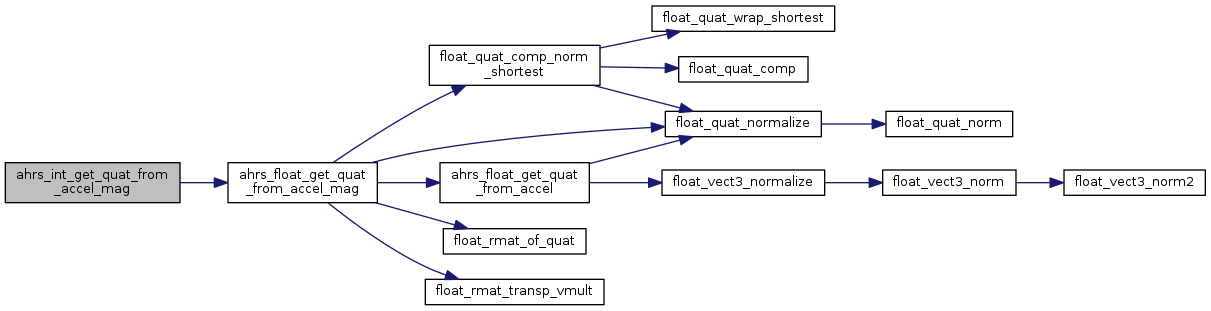 ahrs_int_get_quat_from
_accel_mag
ahrs_float_get_quat
_from_accel_mag
float_quat_comp_norm
_shortest
float_quat_wrap_shortest
float_quat_comp
float_quat_normalize
float_quat_norm
ahrs_float_get_quat
_from_accel
float_vect3_normalize
float_vect3_norm
float_vect3_norm2
float_rmat_of_quat
float_rmat_transp_vmult